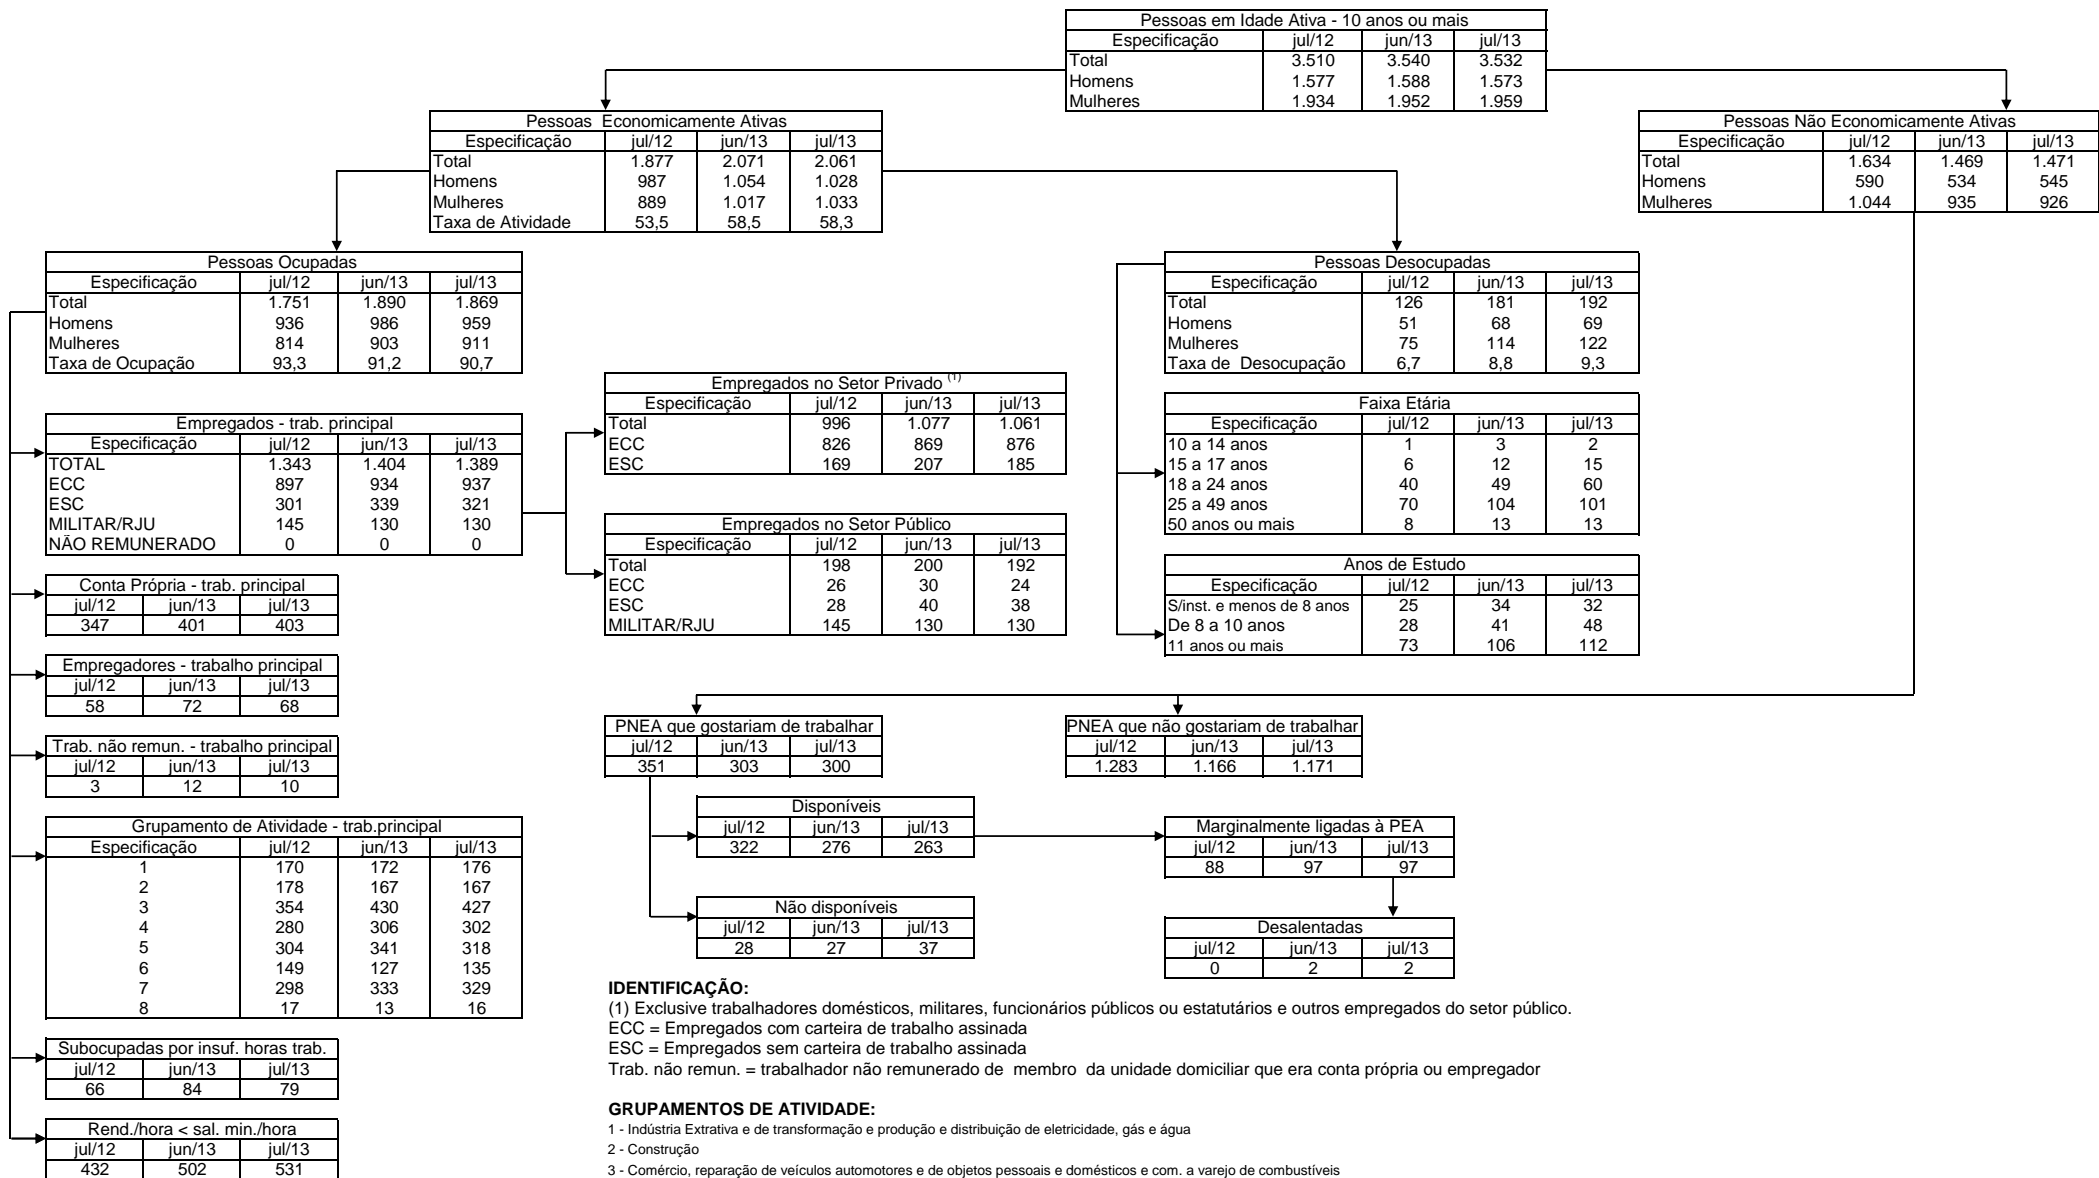 Pessoas em Idade Ativa - 10 anos ou mais
Especificação jul/12 jun/13 jul/13
Total 3.510 3.540 3.532
Homens 1.577 1.588 1.573
Mulheres 1.934 1.952 1.959
Pessoas Economicamente Ativas
Especificação jul/12 jun/13 jul/13
Total 1.877 2.071 2.061
Homens 987 1.054 1.028
Mulheres 889 1.017 1.033
Taxa de Atividade 53,5 58,5 58,3
Pessoas Não Economicamente Ativas
Especificação jul/12 jun/13 jul/13
Total 1.634 1.469 1.471
Homens 590 534 545
Mulheres 1.044 935 926
Pessoas Ocupadas
Especificação jul/12 jun/13 jul/13
Total 1.751 1.890 1.869
Homens 936 986 959
Mulheres 814 903 911
Taxa de Ocupação 93,3 91,2 90,7
Pessoas Desocupadas
Especificação jul/12 jun/13 jul/13
Total 126 181 192
Homens 51 68 69
Mulheres 75 114 122
Taxa de Desocupação 6,7 8,8 9,3
Empregados - trab. principal
Especificação jul/12 jun/13 jul/13
TOTAL 1.343 1.404 1.389
ECC 897 934 937
ESC 301 339 321
MILITAR/RJU 145 130 130
NÃO REMUNERADO 0 0 0
Empregados no Setor Privado (1)
Especificação jul/12 jun/13 jul/13
Total 996 1.077 1.061
ECC 826 869 876
ESC 169 207 185
Empregados no Setor Público
Especificação jul/12 jun/13 jul/13
Total 198 200 192
ECC 26 30 24
ESC 28 40 38
MILITAR/RJU 145 130 130
Faixa Etária
Especificação jul/12 jun/13 jul/13
10 a 14 anos 1 3 2
15 a 17 anos 6 12 15
18 a 24 anos 40 49 60
25 a 49 anos 70 104 101
50 anos ou mais 8 13 13
Anos de Estudo
Especificação jul/12 jun/13 jul/13
S/inst. e menos de 8 anos 25 34 32
De 8 a 10 anos 28 41 48
11 anos ou mais 73 106 112
Conta Própria - trab. principal
jul/12 jun/13 jul/13
347 401 403
Empregadores - trabalho principal
jul/12 jun/13 jul/13
58 72 68
Trab. não remun. - trabalho principal
jul/12 jun/13 jul/13
3 12 10
PNEA que gostariam de trabalhar
jul/12 jun/13 jul/13
351 303 300
PNEA que não gostariam de trabalhar
jul/12 jun/13 jul/13
1.283 1.166 1.171
Disponíveis
jul/12 jun/13 jul/13
322 276 263
Marginalmente ligadas à PEA
jul/12 jun/13 jul/13
88 97 97
Não disponíveis
jul/12 jun/13 jul/13
28 27 37
Desalentadas
jul/12 jun/13 jul/13
0 2 2
Grupamento de Atividade - trab.principal
Especificação jul/12 jun/13 jul/13
1 170 172 176
2 178 167 167
3 354 430 427
4 280 306 302
5 304 341 318
6 149 127 135
7 298 333 329
8 17 13 16
Subocupadas por insuf. horas trab.
jul/12 jun/13 jul/13
66 84 79
Rend./hora < sal. min./hora
jul/12 jun/13 jul/13
432 502 531
IDENTIFICAÇÃO:
(1) Exclusive trabalhadores domésticos, militares, funcionários públicos ou estatutários e outros empregados do setor público.
ECC = Empregados com carteira de trabalho assinada
ESC = Empregados sem carteira de trabalho assinada
Trab. não remun. = trabalhador não remunerado de membro da unidade domiciliar que era conta própria ou empregador
GRUPAMENTOS DE ATIVIDADE:
1 - Indústria Extrativa e de transformação e produção e distribuição de eletricidade, gás e água
2 - Construção
3 - Comércio, reparação de veículos automotores e de objetos pessoais e domésticos e com. a varejo de combustíveis